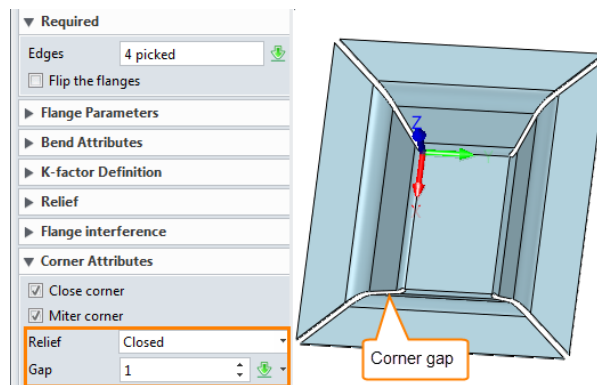 Required
Edges 4 picked
Flip the flanges
Flange Parameters
Bend Attributes
K-factor Definition
Relief
Flange interference
Corner Attributes
Close corner
Miter corner
Relief Closed
Gap 1
Z
X
Corner gap